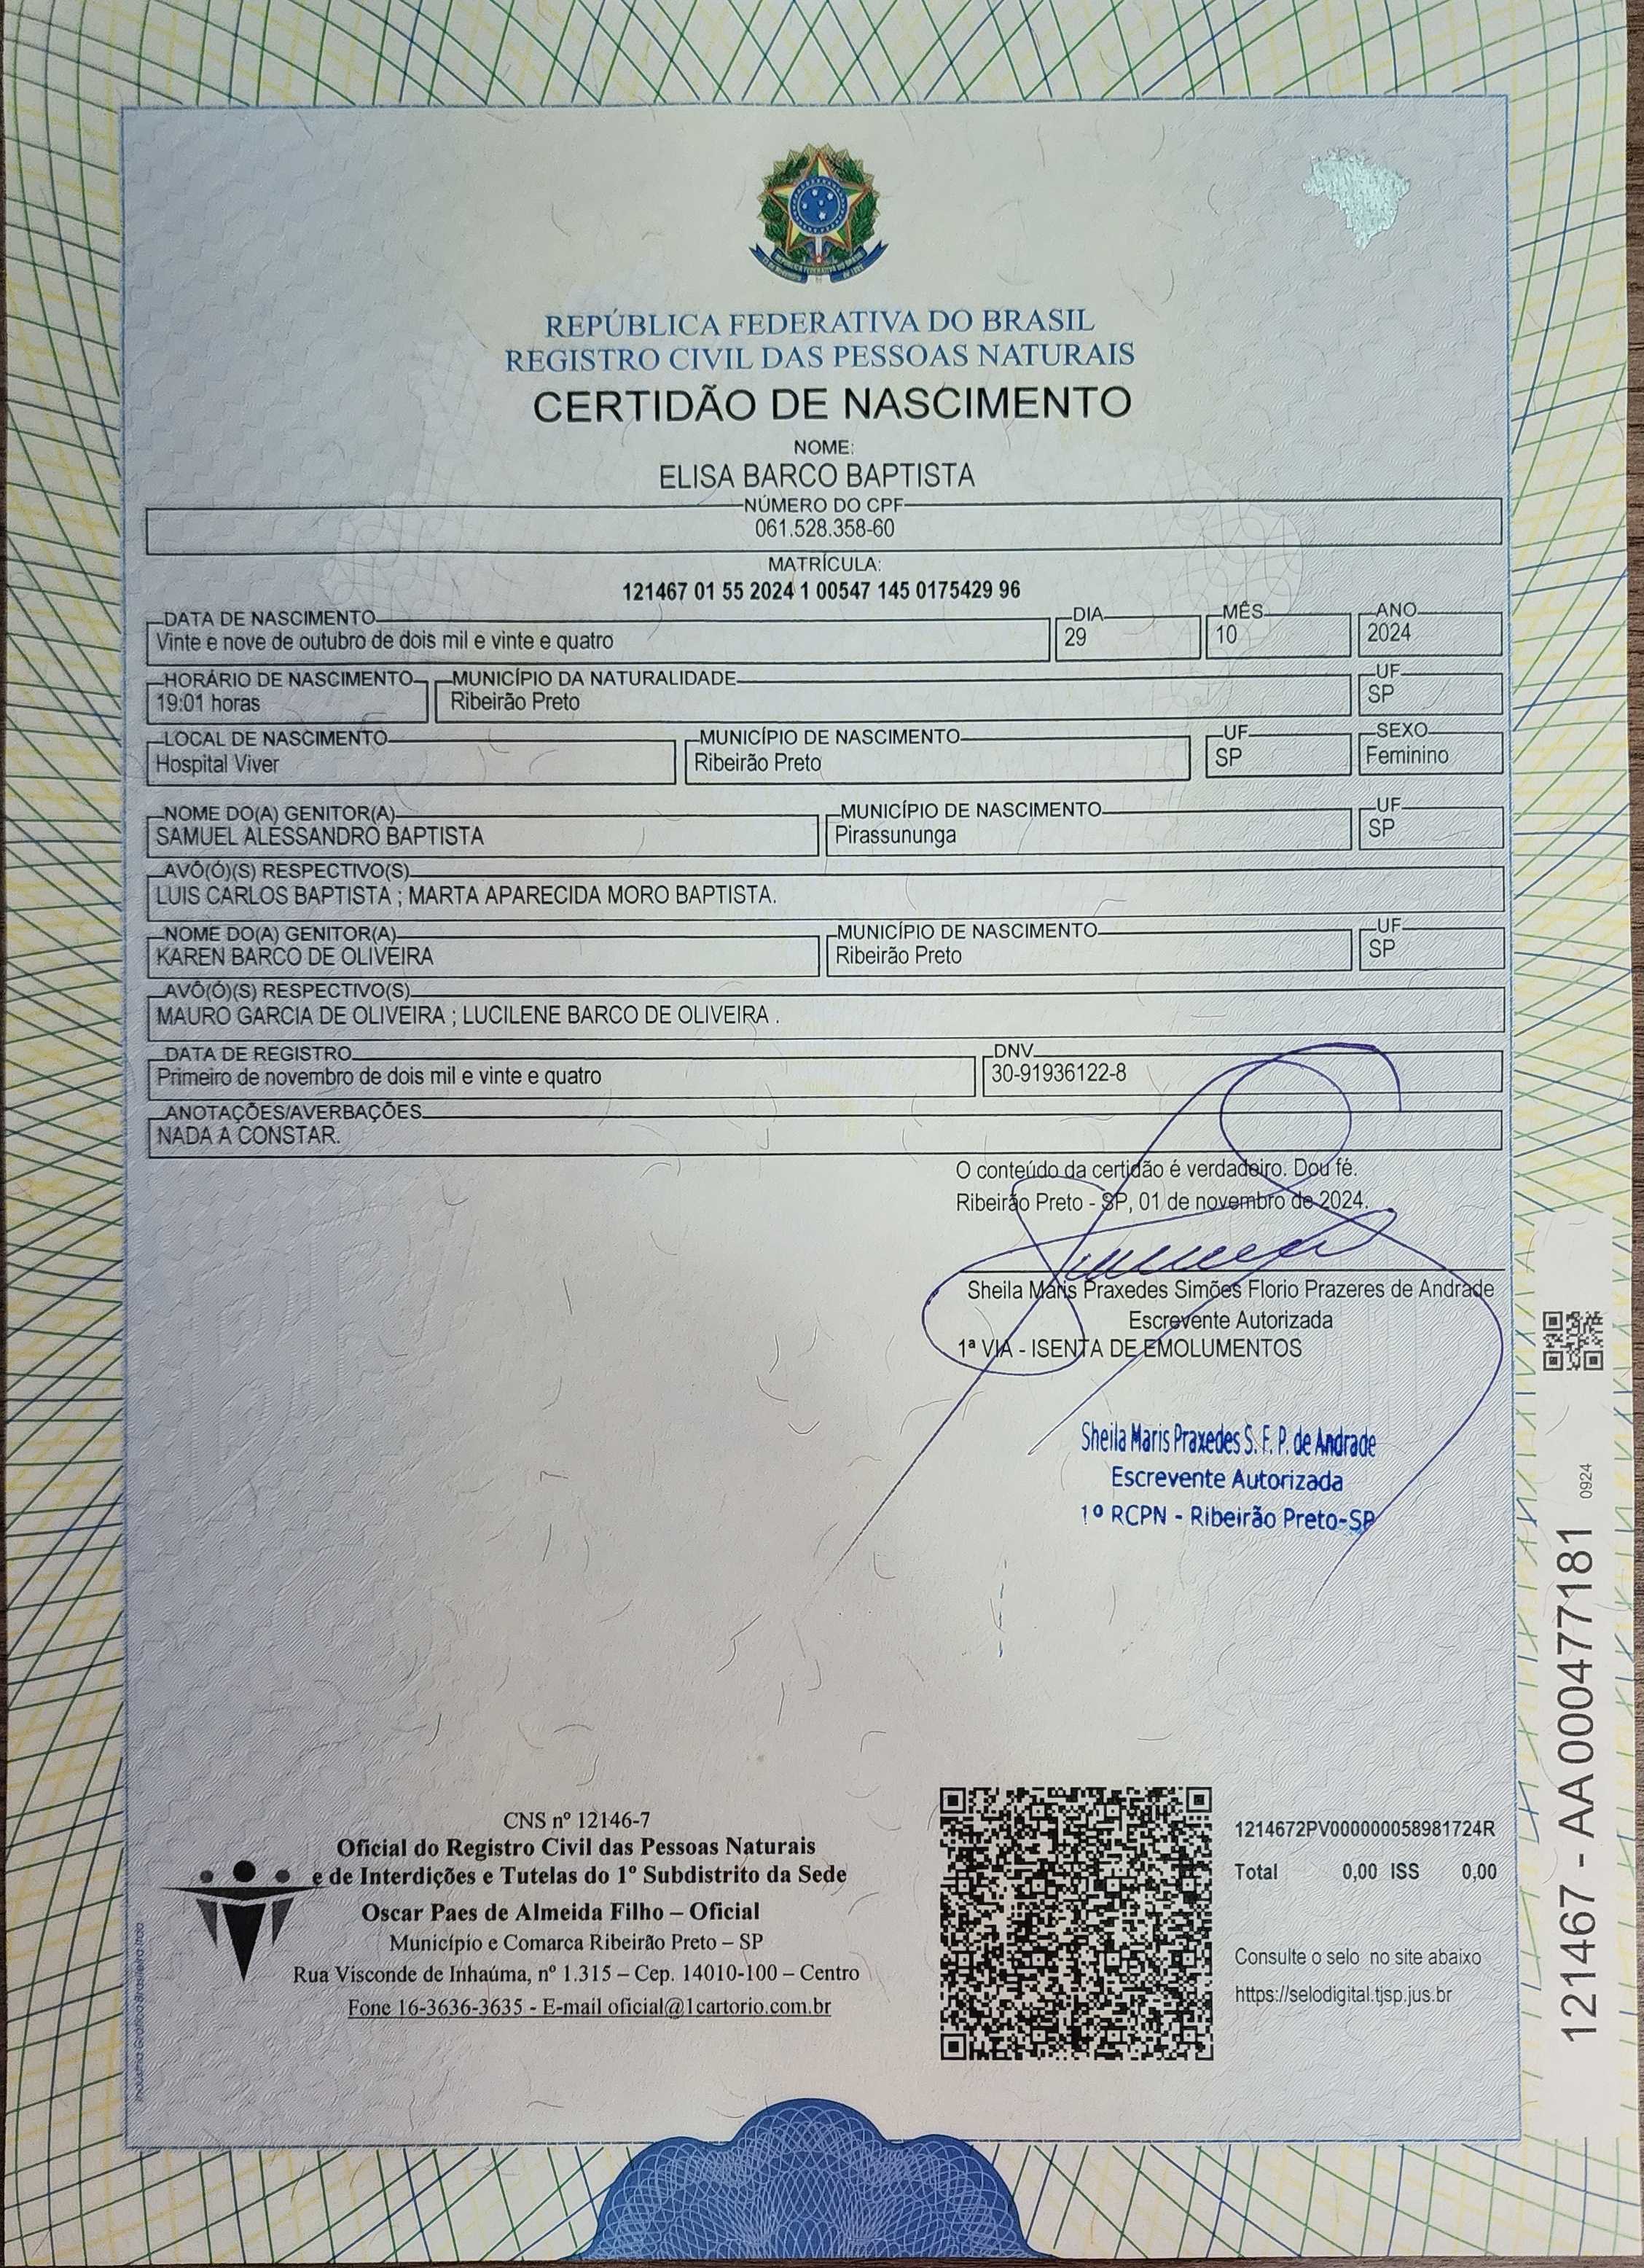 REPÚBLICA FEDERATIVA DO BRASIL
REGISTRO CIVIL DAS PESSOAS NATURAIS
CERTIDÃO DE NASCIMENTO
NOME:
ELISA BARCO BAPTISTA
NÚMERO DO CPF
061.528.358-60
MATRÍCULA:
121467 01 55 2024 1 00547 145 0175429 96
DATA DE NASCIMENTO DIA MÊS ANO
Vinte e nove de outubro de dois mil e vinte e quatro 29 10 2024
HORÁRIO DE NASCIMENTO MUNICÍPIO DA NATURALIDADE UF
19:01 horas Ribeirão Preto SP
LOCAL DE NASCIMENTO MUNICÍPIO DE NASCIMENTO UF SEXO
Hospital Viver Ribeirão Preto SP Feminino
NOME DO(A) GENITOR(A) MUNICÍPIO DE NASCIMENTO UF
SAMUEL ALESSANDRO BAPTISTA Pirassununga SP
AVÔ(Ó)(S) RESPECTIVO(S)
LUIS CARLOS BAPTISTA ; MARTA APARECIDA MORO BAPTISTA.
NOME DO(A) GENITOR(A) MUNICÍPIO DE NASCIMENTO UF
KAREN BARCO DE OLIVEIRA Ribeirão Preto SP
AVÔ(Ó)(S) RESPECTIVO(S)
MAURO GARCIA DE OLIVEIRA ; LUCILENE BARCO DE OLIVEIRA .
DATA DE REGISTRO DNV
Primeiro de novembro de dois mil e vinte e quatro 30-91936122-8
ANOTAÇÕES/AVERBAÇÕES
NADA A CONSTAR.
O conteúdo da certidão é verdadeiro. Dou fé.
Ribeirão Preto - SP, 01 de novembro de 2024.
Sheila Maris Praxedes Simões Florio Prazeres de Andrade
Escrevente Autorizada
1ª VIA - ISENTA DE EMOLUMENTOS
Sheila Maris Praxedes S. F. P. de Andrade
Escrevente Autorizada
1º RCPN - Ribeirão Preto-SP
CNS nº 12146-7
Oficial do Registro Civil das Pessoas Naturais
e de Interdições e Tutelas do 1º Subdistrito da Sede
Oscar Paes de Almeida Filho – Oficial
Município e Comarca Ribeirão Preto – SP
Rua Visconde de Inhaúma, nº 1.315 – Cep. 14010-100 – Centro
Fone 16-3636-3635 - E-mail oficial@1cartorio.com.br
1214672PV000000058981724R
Total 0,00 ISS 0,00
Consulte o selo no site abaixo
https://selodigital.tjsp.jus.br
121467 - AA 000477181 0924
Indústria Gráfica Brasileira ltda